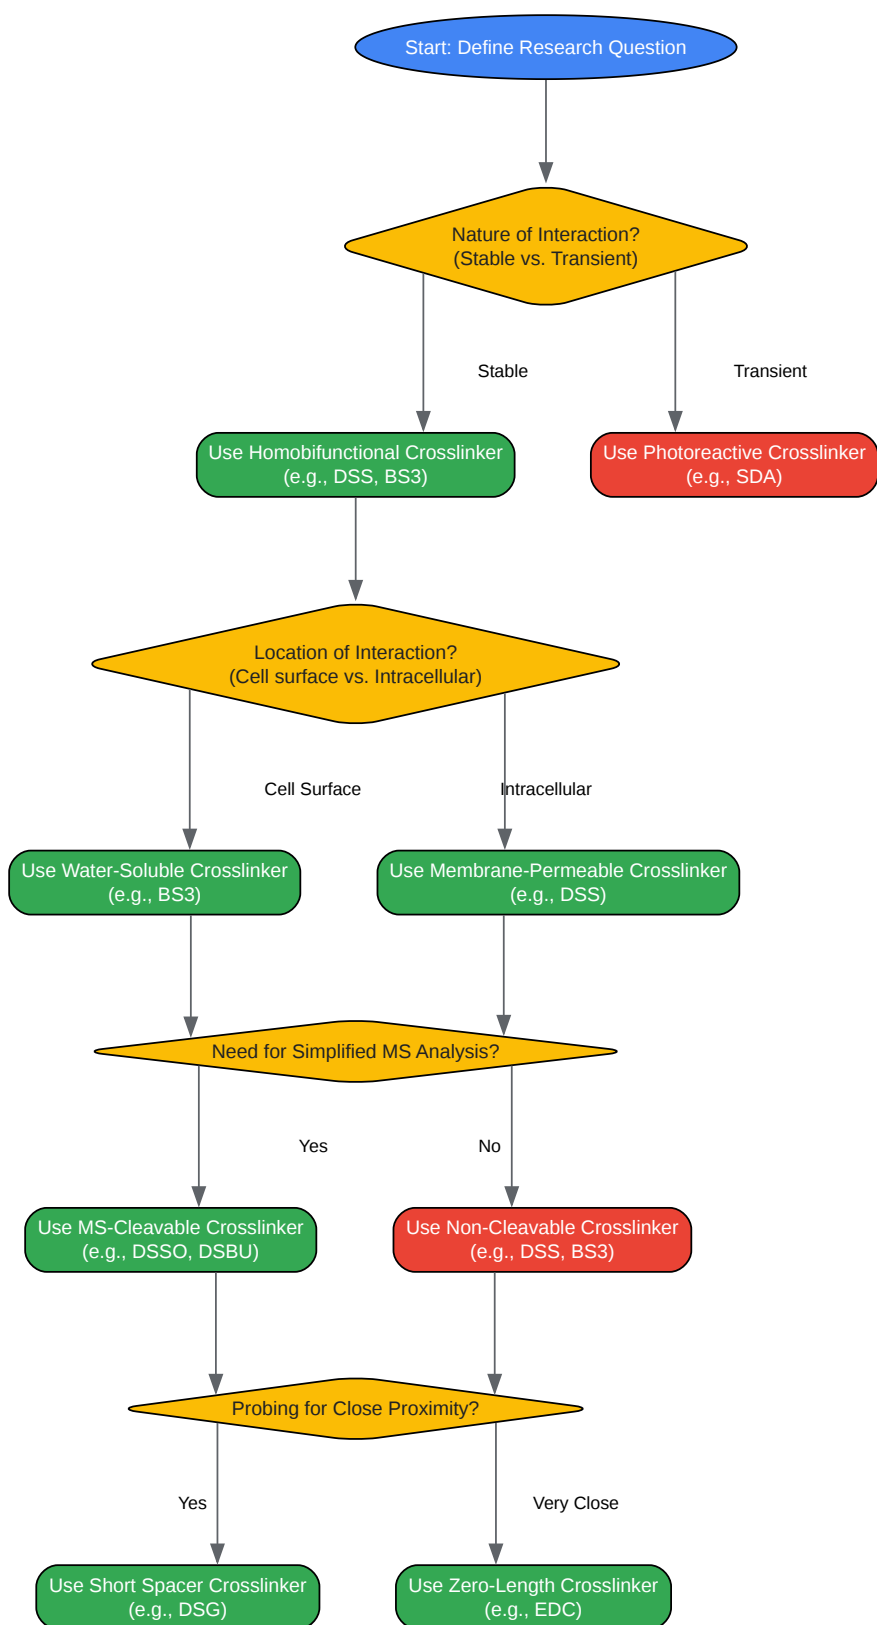 Start: Define Research Question
Nature of Interaction?
(Stable vs. Transient)
Stable
Transient
Use Homobifunctional Crosslinker
(e.g., DSS, BS3)
Use Photoreactive Crosslinker
(e.g., SDA)
Location of Interaction?
(Cell surface vs. Intracellular)
Cell Surface
Intracellular
Use Water-Soluble Crosslinker
(e.g., BS3)
Use Membrane-Permeable Crosslinker
(e.g., DSS)
Need for Simplified MS Analysis?
Yes
No
Use MS-Cleavable Crosslinker
(e.g., DSSO, DSBU)
Use Non-Cleavable Crosslinker
(e.g., DSS, BS3)
Probing for Close Proximity?
Yes
Very Close
Use Short Spacer Crosslinker
(e.g., DSG)
Use Zero-Length Crosslinker
(e.g., EDC)